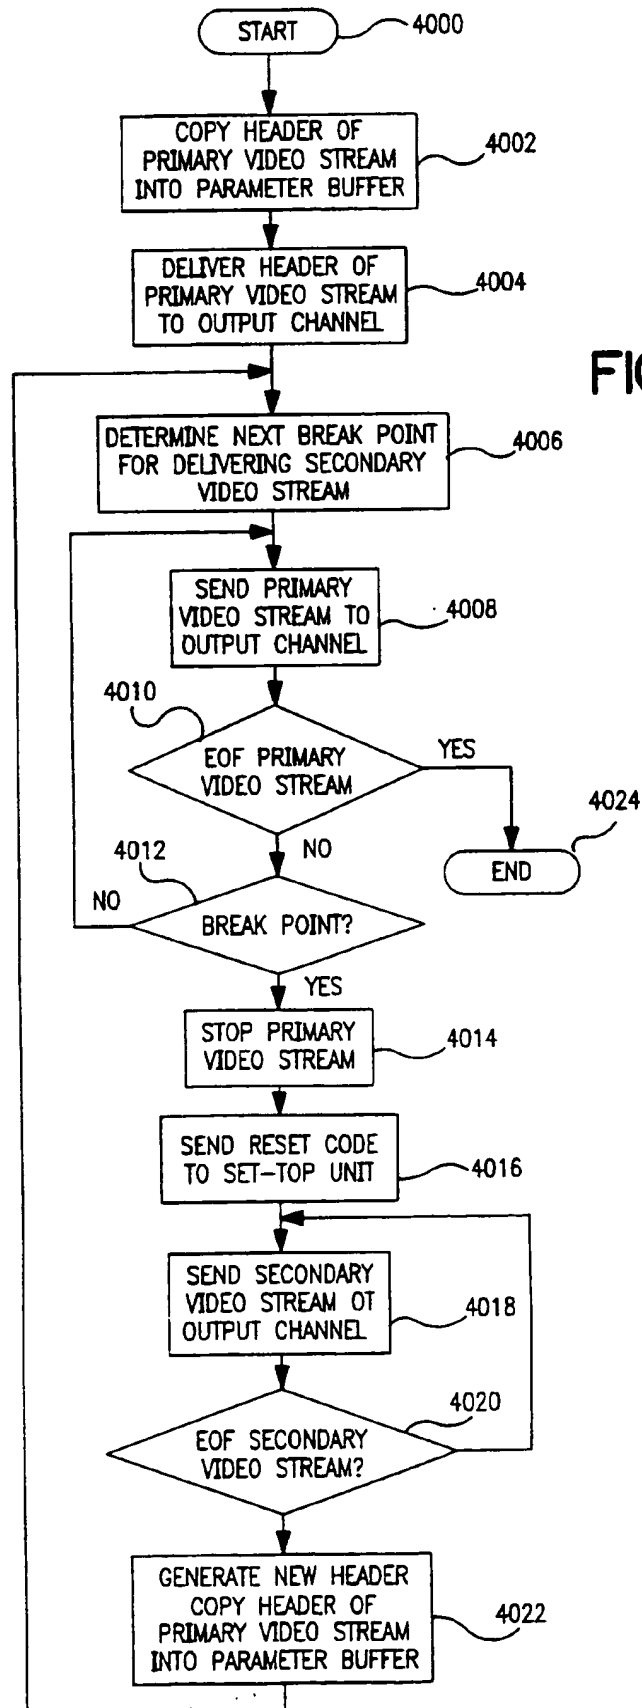 START
4000
COPY HEADER OF
PRIMARY VIDEO STREAM
INTO PARAMETER BUFFER
4002
DELIVER HEADER OF
PRIMARY VIDEO STREAM
TO OUTPUT CHANNEL
4004
FIG
DETERMINE NEXT BREAK POINT
FOR DELIVERING SECONDARY
VIDEO STREAM
4006
SEND PRIMARY
VIDEO STREAM TO
OUTPUT CHANNEL
4008
4010
EOF PRIMARY
VIDEO STREAM
YES
NO
4024
END
4012
NO
BREAK POINT?
YES
STOP PRIMARY
VIDEO STREAM
4014
SEND RESET CODE
TO SET-TOP UNIT
4016
SEND SECONDARY
VIDEO STREAM OT
OUTPUT CHANNEL
4018
4020
EOF SECONDARY
VIDEO STREAM?
GENERATE NEW HEADER
COPY HEADER OF
PRIMARY VIDEO STREAM
INTO PARAMETER BUFFER
4022